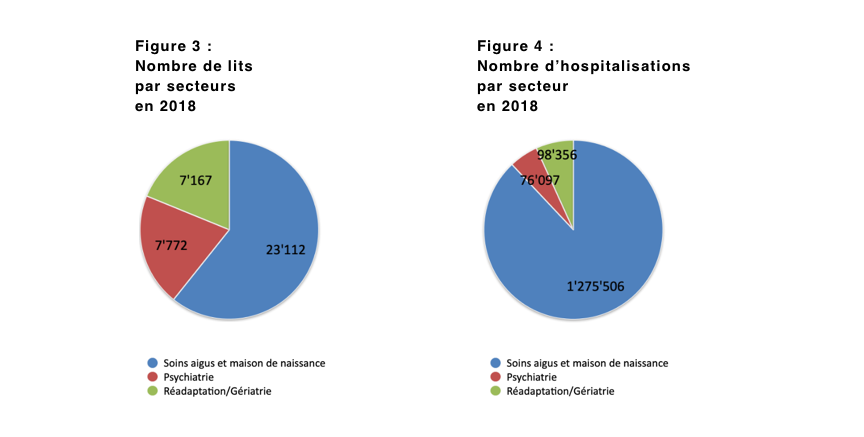 Figure 3 :
Nombre de lits
par secteurs
en 2018
7'167
7'772
23'112
Soins aigus et maison de naissance
Psychiatrie
Réadaptation/Gériatrie
Figure 4 :
Nombre d’hospitalisations
par secteur
en 2018
98'356
76'097
1'275'506
Soins aigus et maison de naissance
Psychiatrie
Réadaptation/Gériatrie